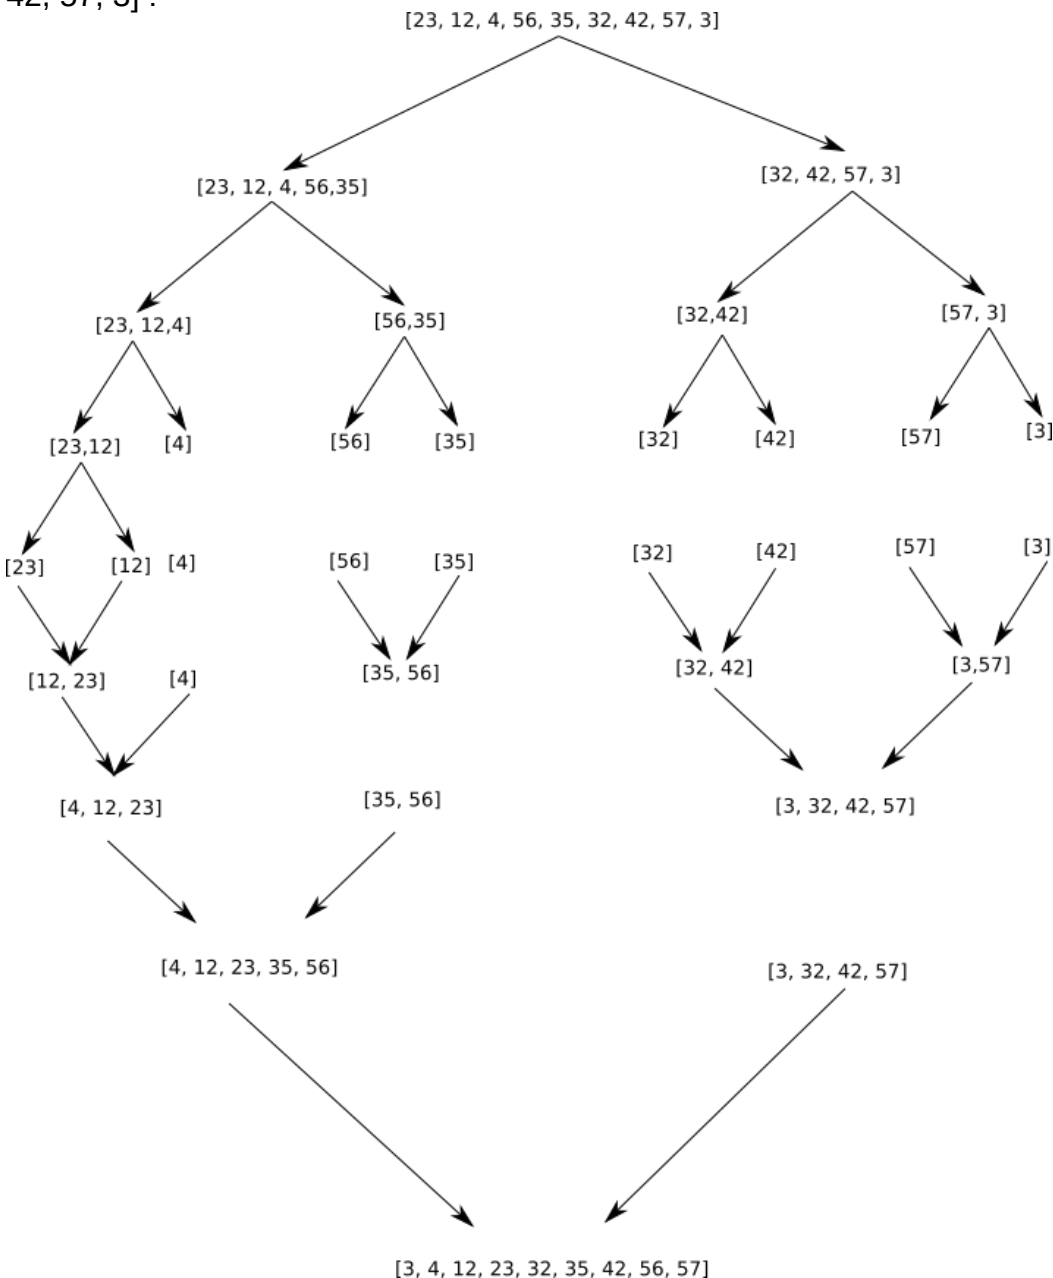 42, 57, 3] .
[23, 12, 4, 56, 35, 32, 42, 57, 3]
[23, 12, 4, 56,35] [32, 42, 57, 3]
[23, 12,4] [56,35] [32,42] [57, 3]
[23,12] [4] [56] [35] [32] [42] [57] [3]
[23] [12] [4] [56] [35] [32] [42] [57] [3]
[12, 23] [4] [35, 56] [32, 42] [3,57]
[4, 12, 23] [35, 56] [3, 32, 42, 57]
[4, 12, 23, 35, 56] [3, 32, 42, 57]
[3, 4, 12, 23, 32, 35, 42, 56, 57]